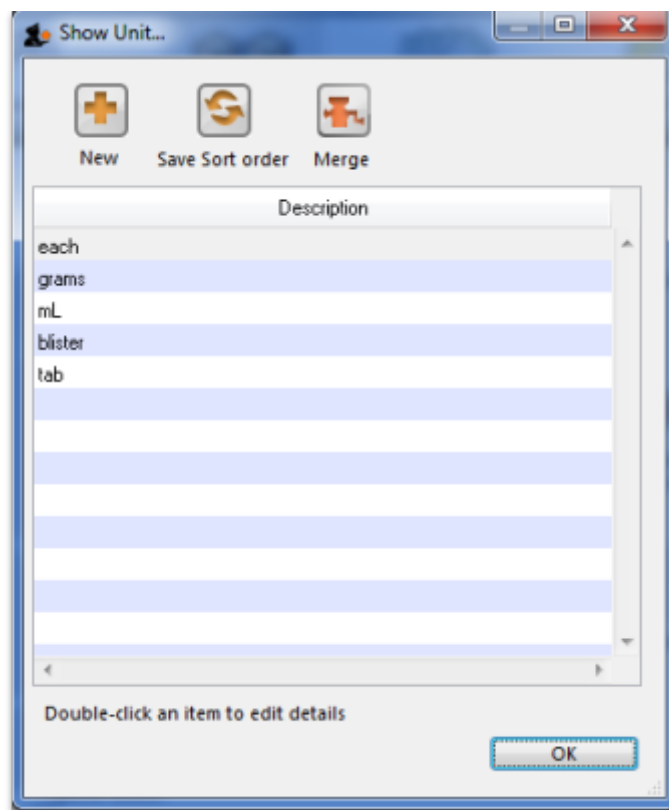 Show Unit...
New Save Sort order Merge
Description
each
grams
mL
blister
tab
Double-click an item to edit details
OK